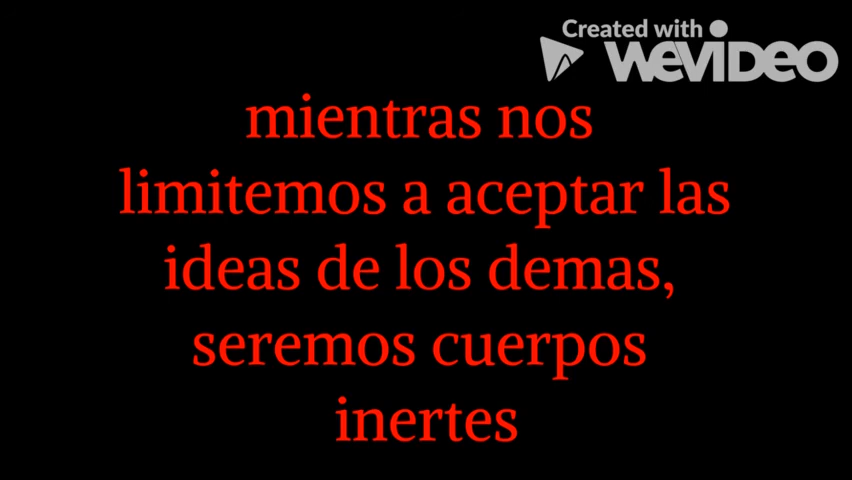 Created with
WEVIDEO
mientras nos
limitemos a aceptar las
ideas de los demas,
seremos cuerpos
inertes